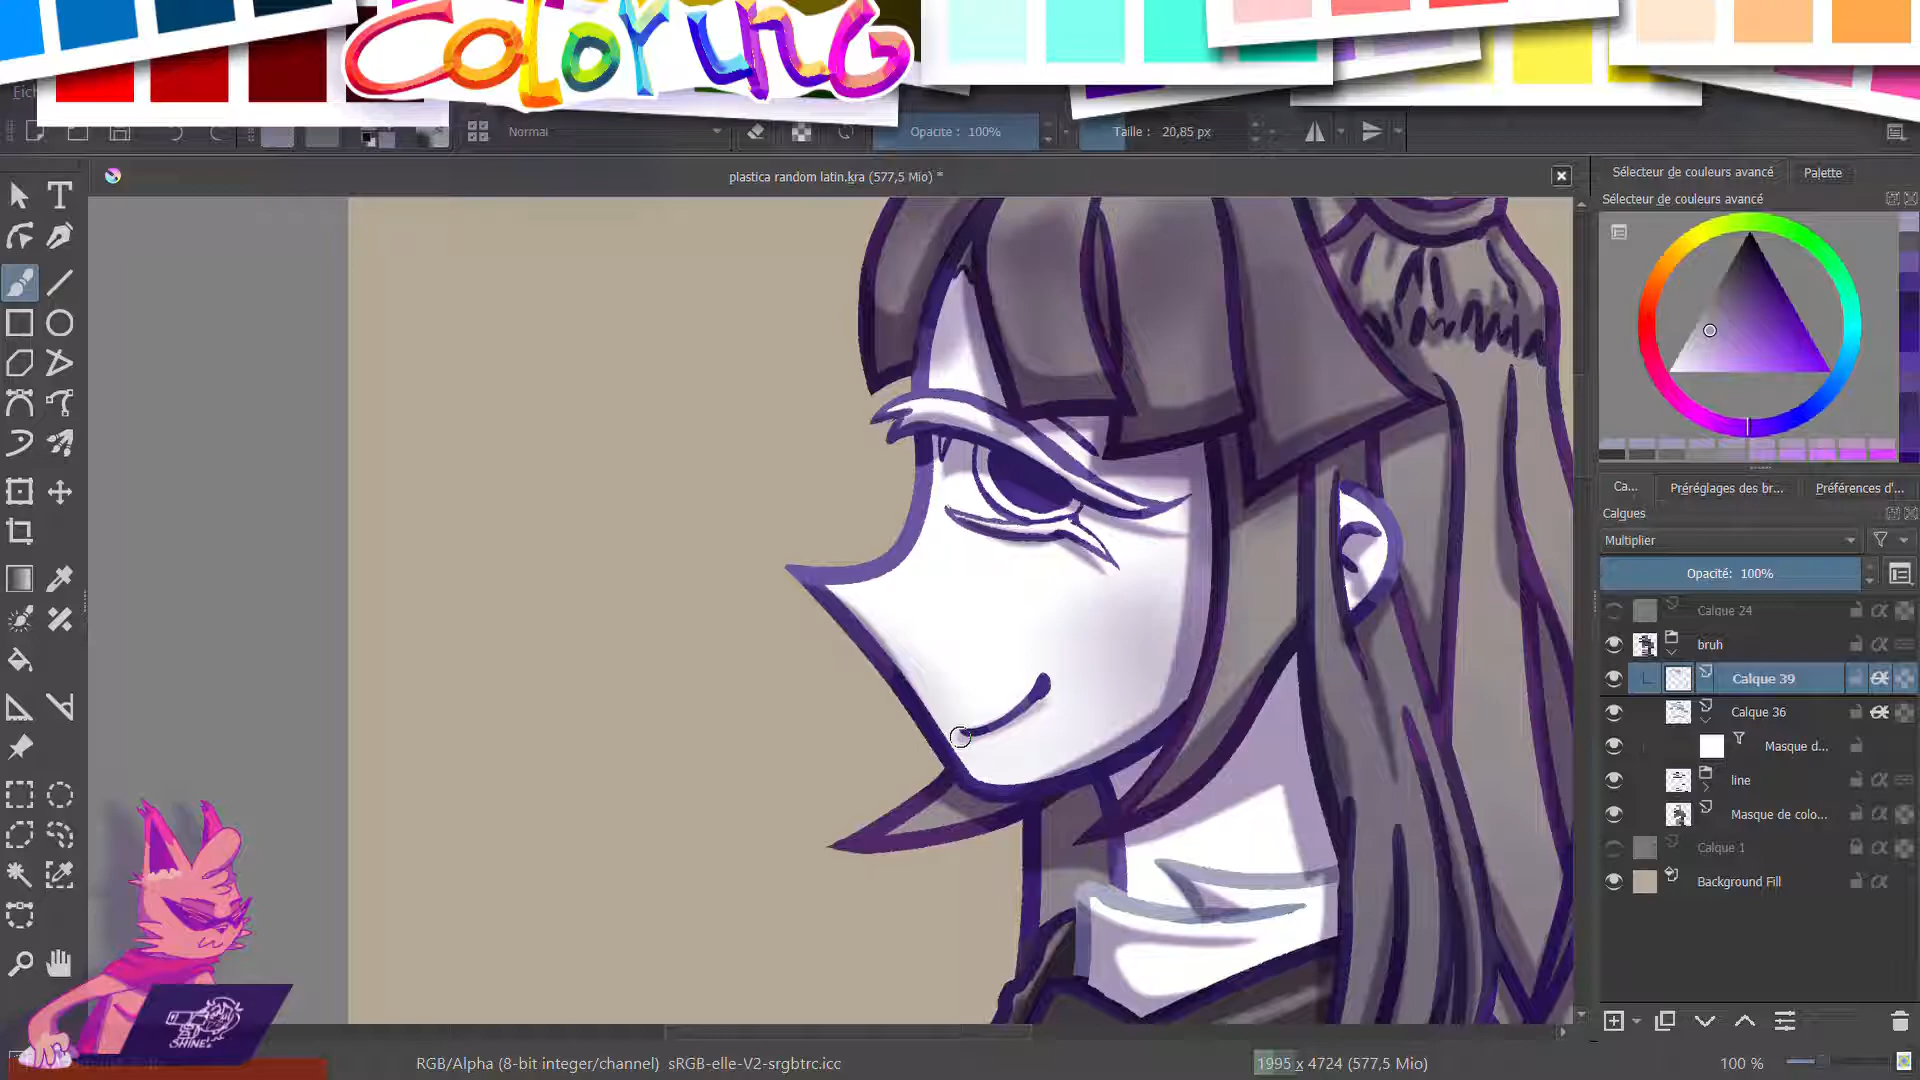 COLORING
Fic
Normal
Opacité : 100%
Taille : 20,85 px
plastica random latin.kra (577,5 Mio) *
Sélecteur de couleurs avancé
Palette
Sélecteur de couleurs avancé
Ca...
Préréglages des br...
Préférences d'...
Calques
Multiplier
Opacité: 100%
Calque 24
bruh
Calque 39
Calque 36
Masque d...
line
Masque de colo...
Calque 1
Background Fill
SHINE!
RGB/Alpha (8-bit integer/channel) sRGB-elle-V2-srgbtrc.icc
1995 x 4724 (577,5 Mio)
100 %